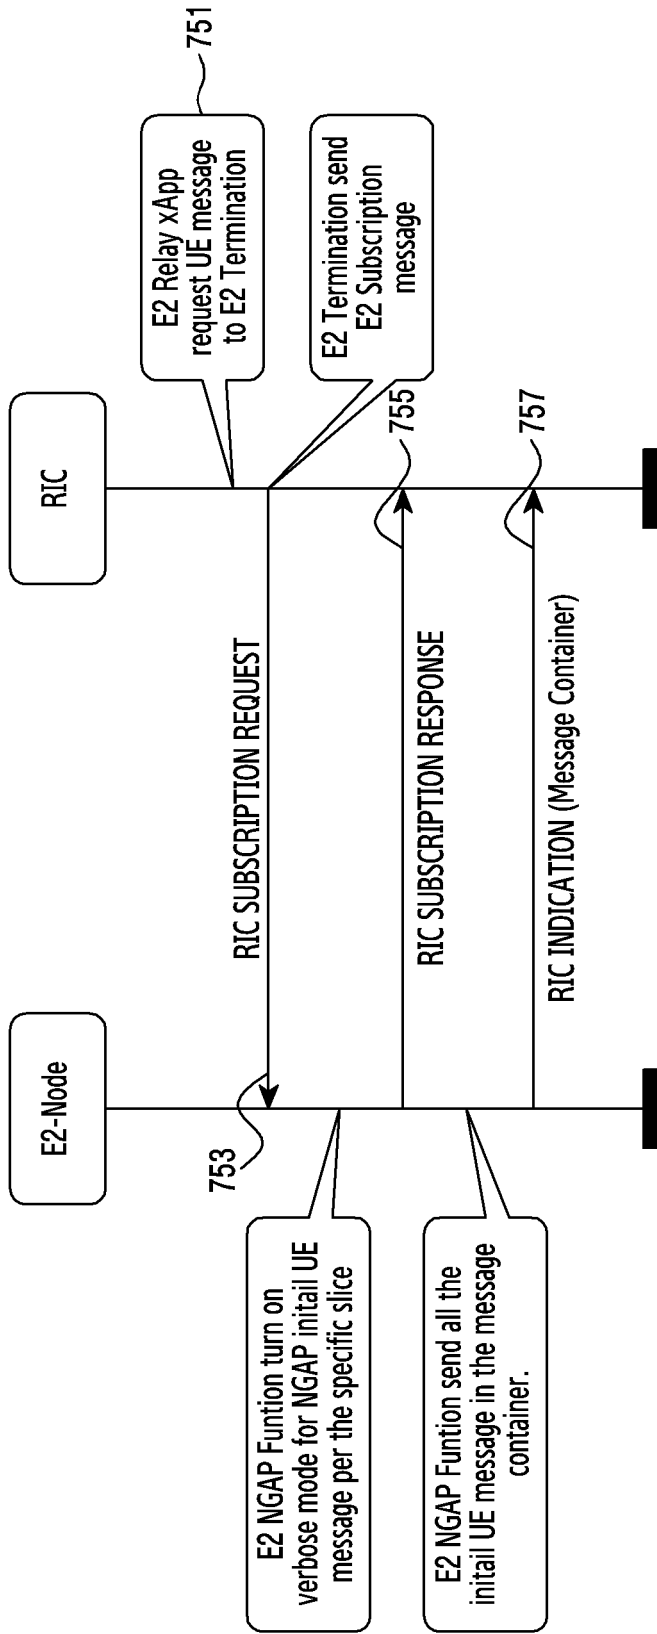 E2-Node
RIC
751
E2 Relay xApp
request UE message
to E2 Termination
753
RIC SUBSCRIPTION REQUEST
E2 Termination send
E2 Subscription
message
E2 NGAP Funtion turn on
verbose mode for NGAP initail UE
message per the specific slice
RIC SUBSCRIPTION RESPONSE
755
E2 NGAP Funtion send all the
initail UE message in the message
container.
RIC INDICATION (Message Container)
757